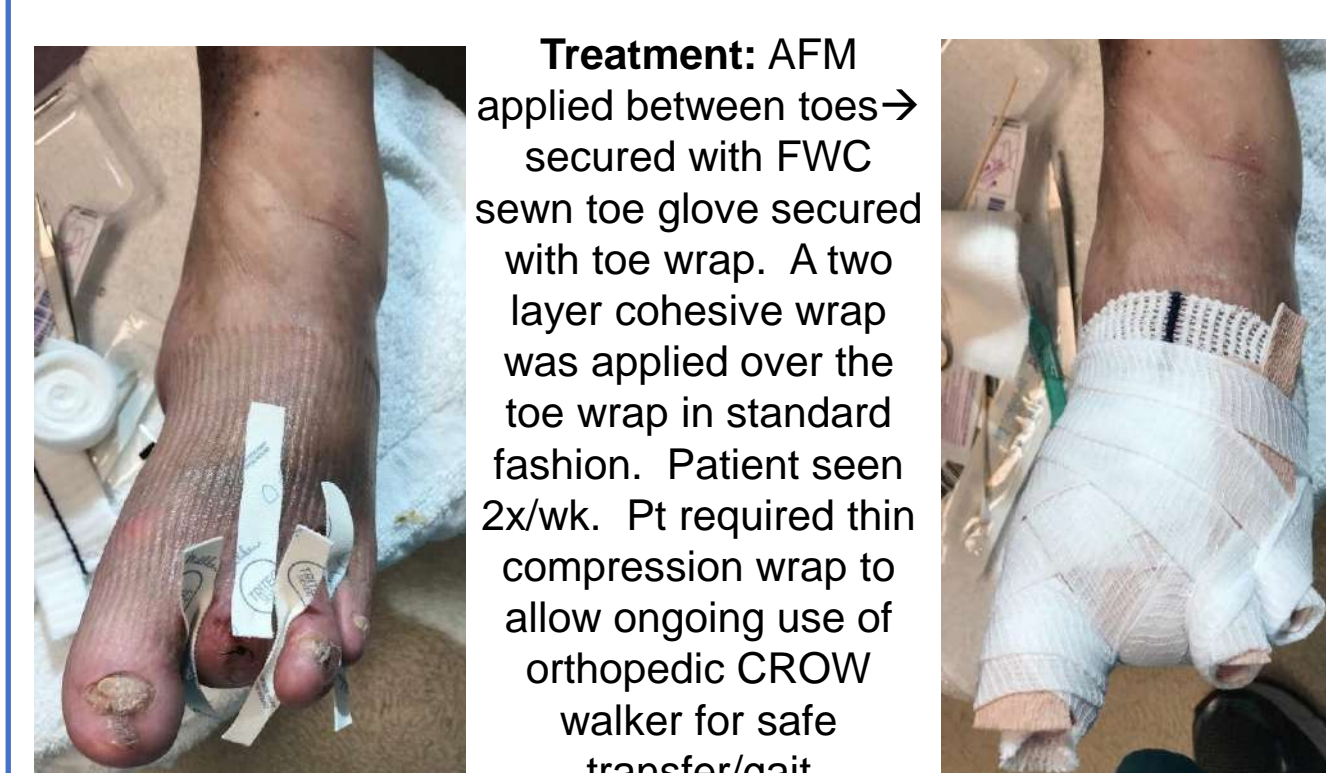 Treatment: AFM
applied between toes→
secured with FWC
sewn toe glove secured
with toe wrap.  A two
layer cohesive wrap
was applied over the
toe wrap in standard
fashion.  Patient seen
2x/wk.  Pt required thin
compression wrap to
allow ongoing use of
orthopedic CROW
walker for safe
transfer/gait